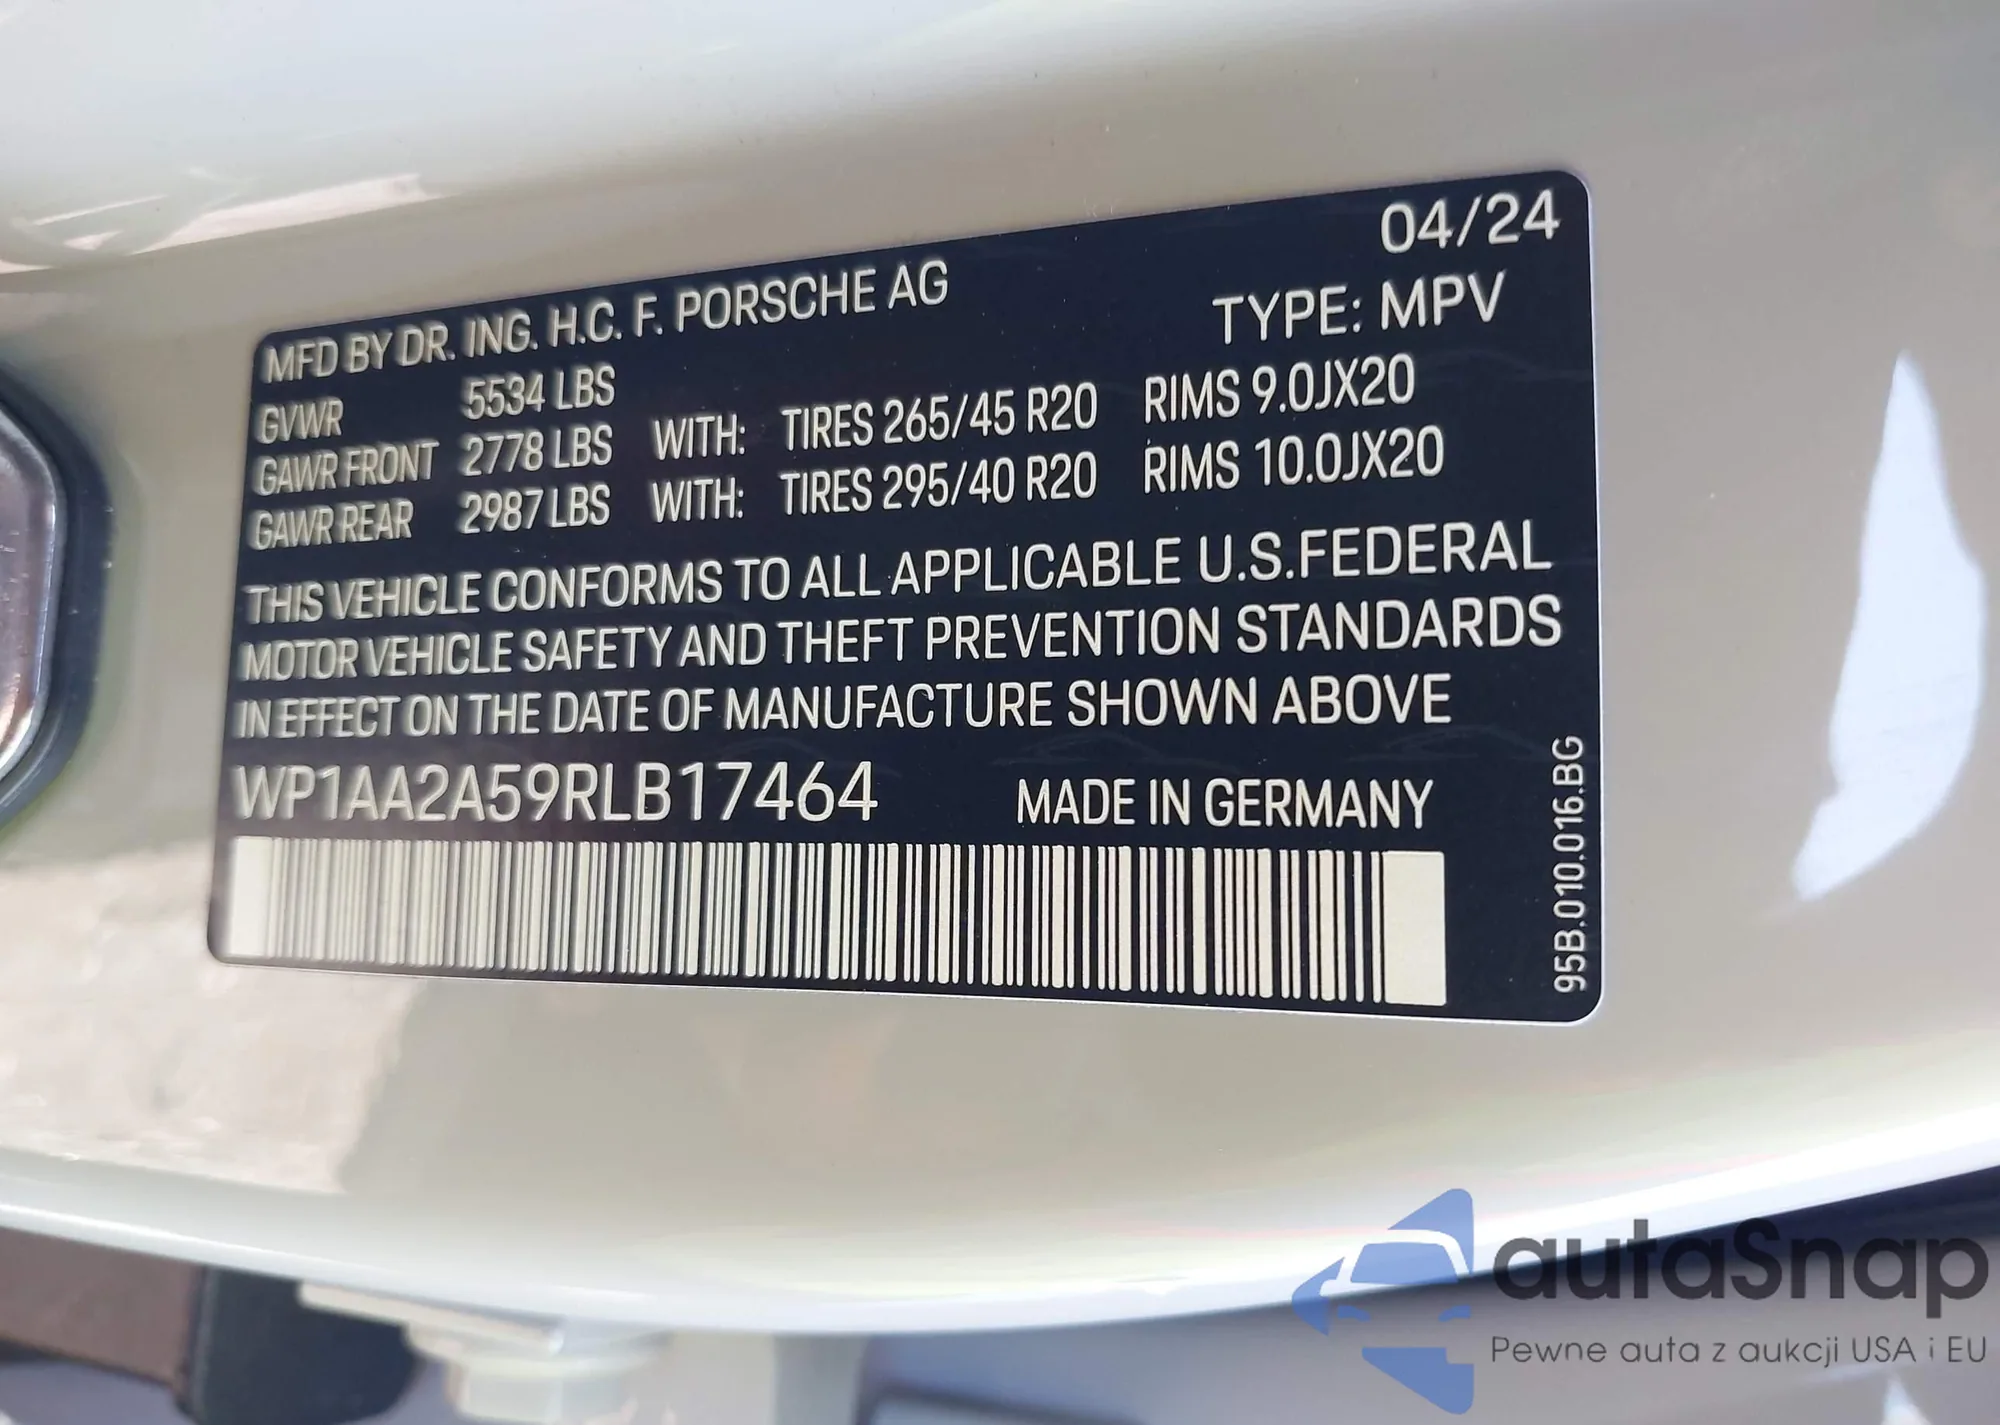 04/24
MFD BY DR. ING. H.C. F. PORSCHE AG TYPE: MPV
GVWR 5534 LBS
GAWR FRONT 2778 LBS WITH: TIRES 265/45 R20 RIMS 9.0JX20
GAWR REAR 2987 LBS WITH: TIRES 295/40 R20 RIMS 10.0JX20
THIS VEHICLE CONFORMS TO ALL APPLICABLE U.S.FEDERAL
MOTOR VEHICLE SAFETY AND THEFT PREVENTION STANDARDS
IN EFFECT ON THE DATE OF MANUFACTURE SHOWN ABOVE
WP1AA2A59RLB17464 MADE IN GERMANY
95B.010.016.BG
autaSnap
Pewne auta z aukcji USA i EU